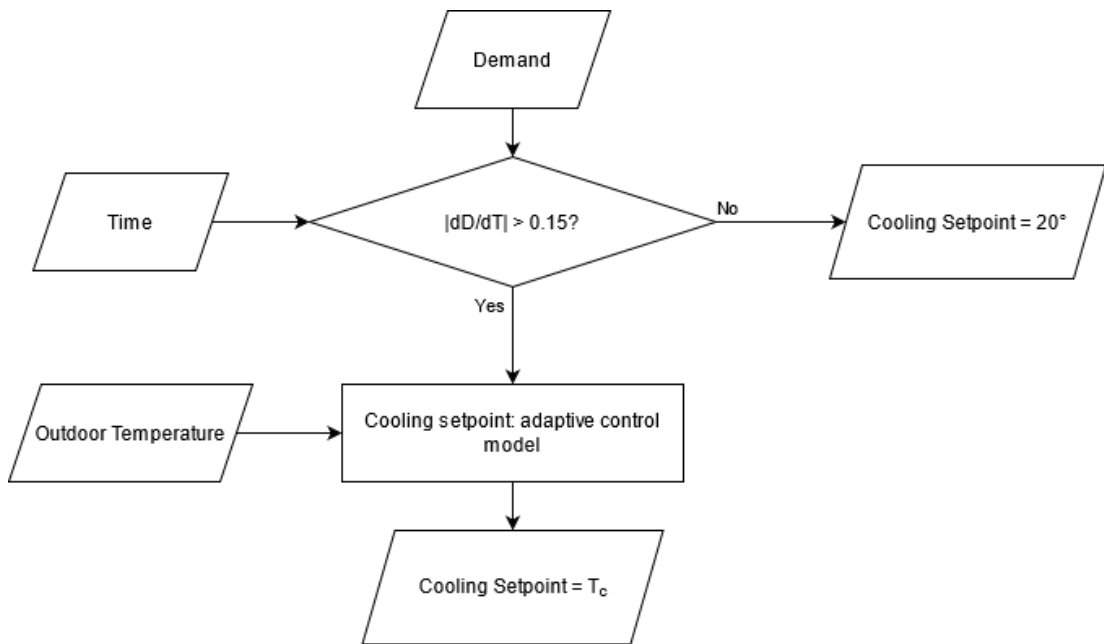 Demand
Time
|dD/dT| > 0.15?
No
Cooling Setpoint = 20°
Yes
Outdoor Temperature
Cooling setpoint: adaptive control
model
Cooling Setpoint = T꜀